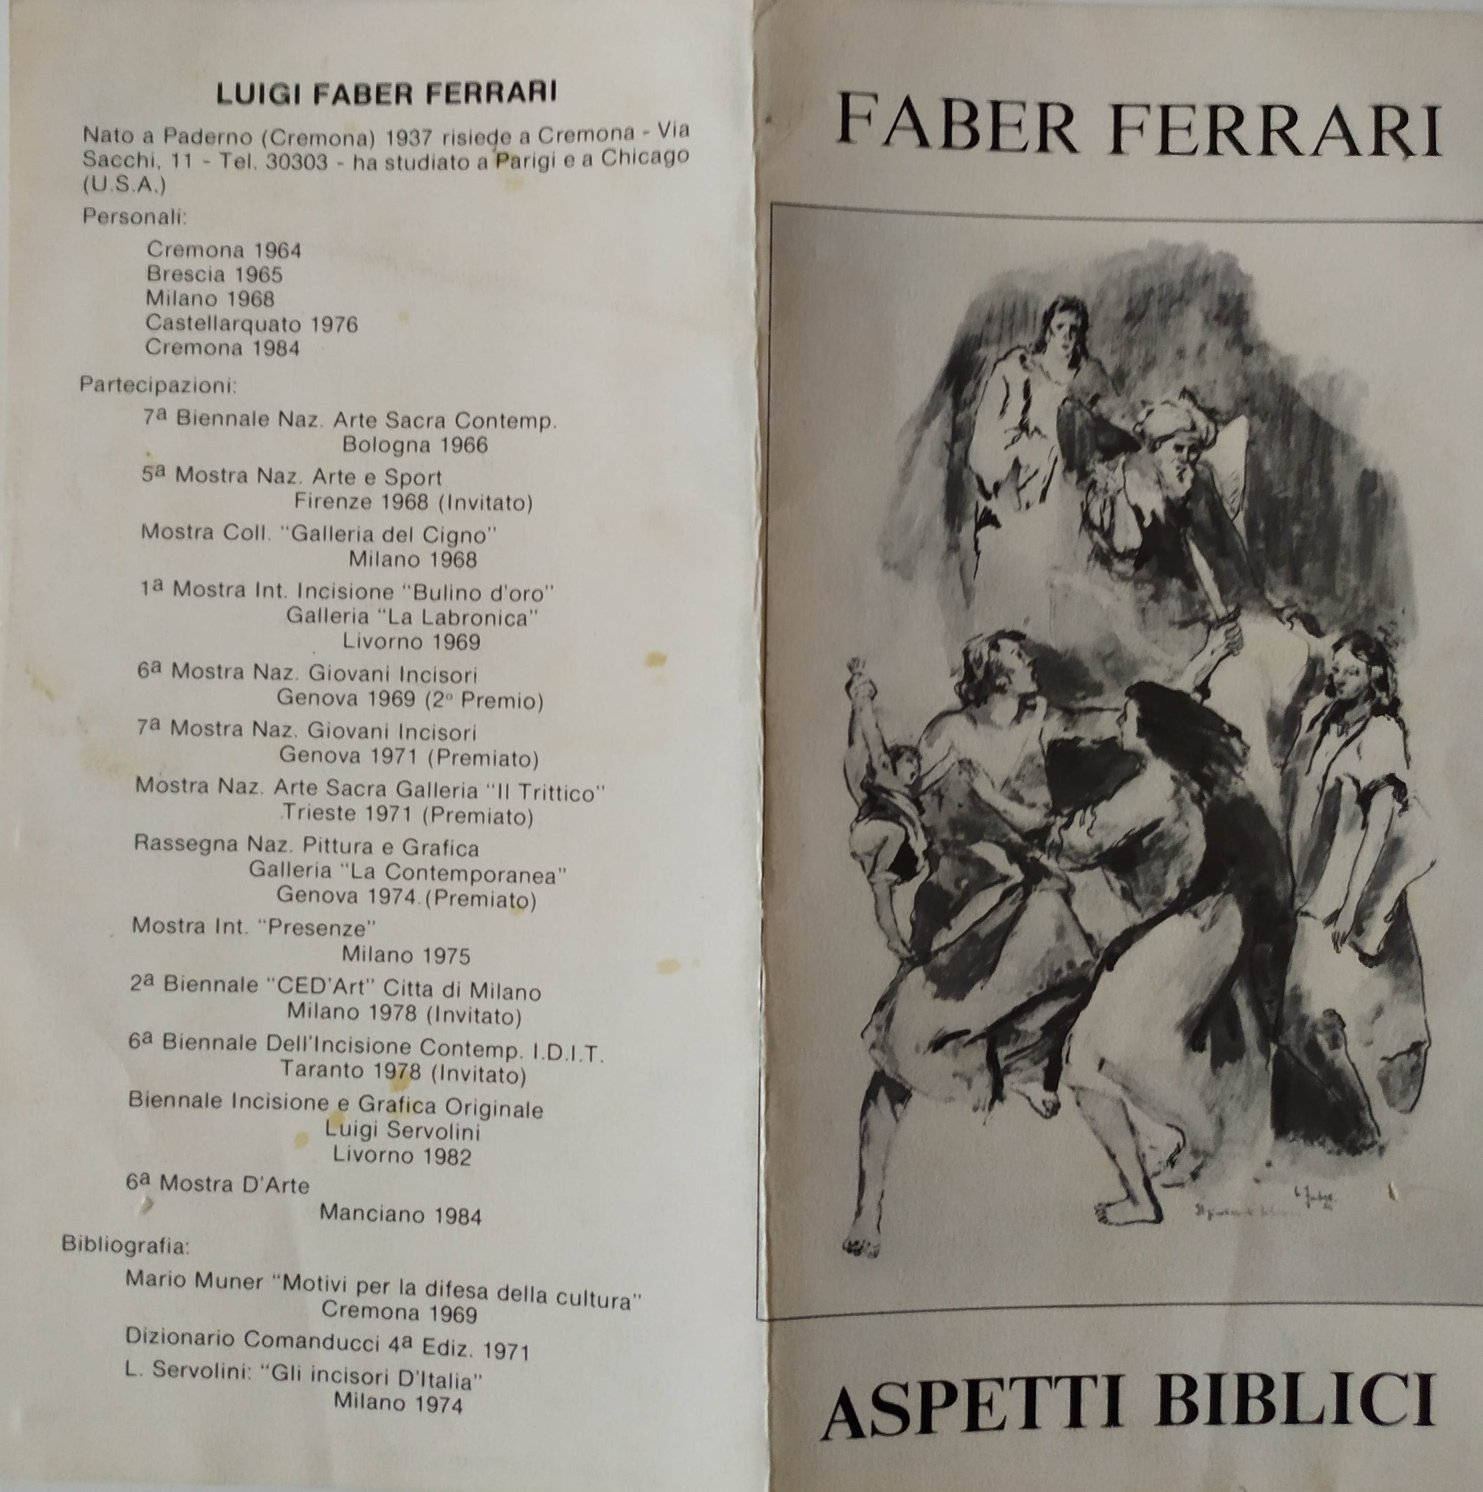 LUIGI FABER FERRARI
Nato a Paderno (Cremona) 1937 risiede a Cremona - Via
Sacchi, 11 - Tel. 30303 - ha studiato a Parigi e a Chicago
(U.S.A.)
Personali:
Cremona 1964
Brescia 1965
Milano 1968
Castellarquato 1976
Cremona 1984
Partecipazioni:
7ª Biennale Naz. Arte Sacra Contemp.
Bologna 1966
5ª Mostra Naz. Arte e Sport
Firenze 1968 (Invitato)
Mostra Coll. "Galleria del Cigno"
Milano 1968
1ª Mostra Int. Incisione "Bulino d'oro"
Galleria "La Labronica"
Livorno 1969
6ª Mostra Naz. Giovani Incisori
Genova 1969 (2º Premio)
7ª Mostra Naz. Giovani Incisori
Genova 1971 (Premiato)
Mostra Naz. Arte Sacra Galleria "Il Trittico"
Trieste 1971 (Premiato)
Rassegna Naz. Pittura e Grafica
Galleria "La Contemporanea"
Genova 1974 (Premiato)
Mostra Int. "Presenze"
Milano 1975
2ª Biennale "CED'Art" Citta di Milano
Milano 1978 (Invitato)
6ª Biennale Dell'Incisione Contemp. I.D.I.T.
Taranto 1978 (Invitato)
Biennale Incisione e Grafica Originale
Luigi Servolini
Livorno 1982
6ª Mostra D'Arte
Manciano 1984
Bibliografia:
Mario Muner "Motivi per la difesa della cultura"
Cremona 1969
Dizionario Comanducci 4ª Ediz. 1971
L. Servolini: "Gli incisori D'Italia"
Milano 1974
FABER FERRARI
ASPETTI BIBLICI